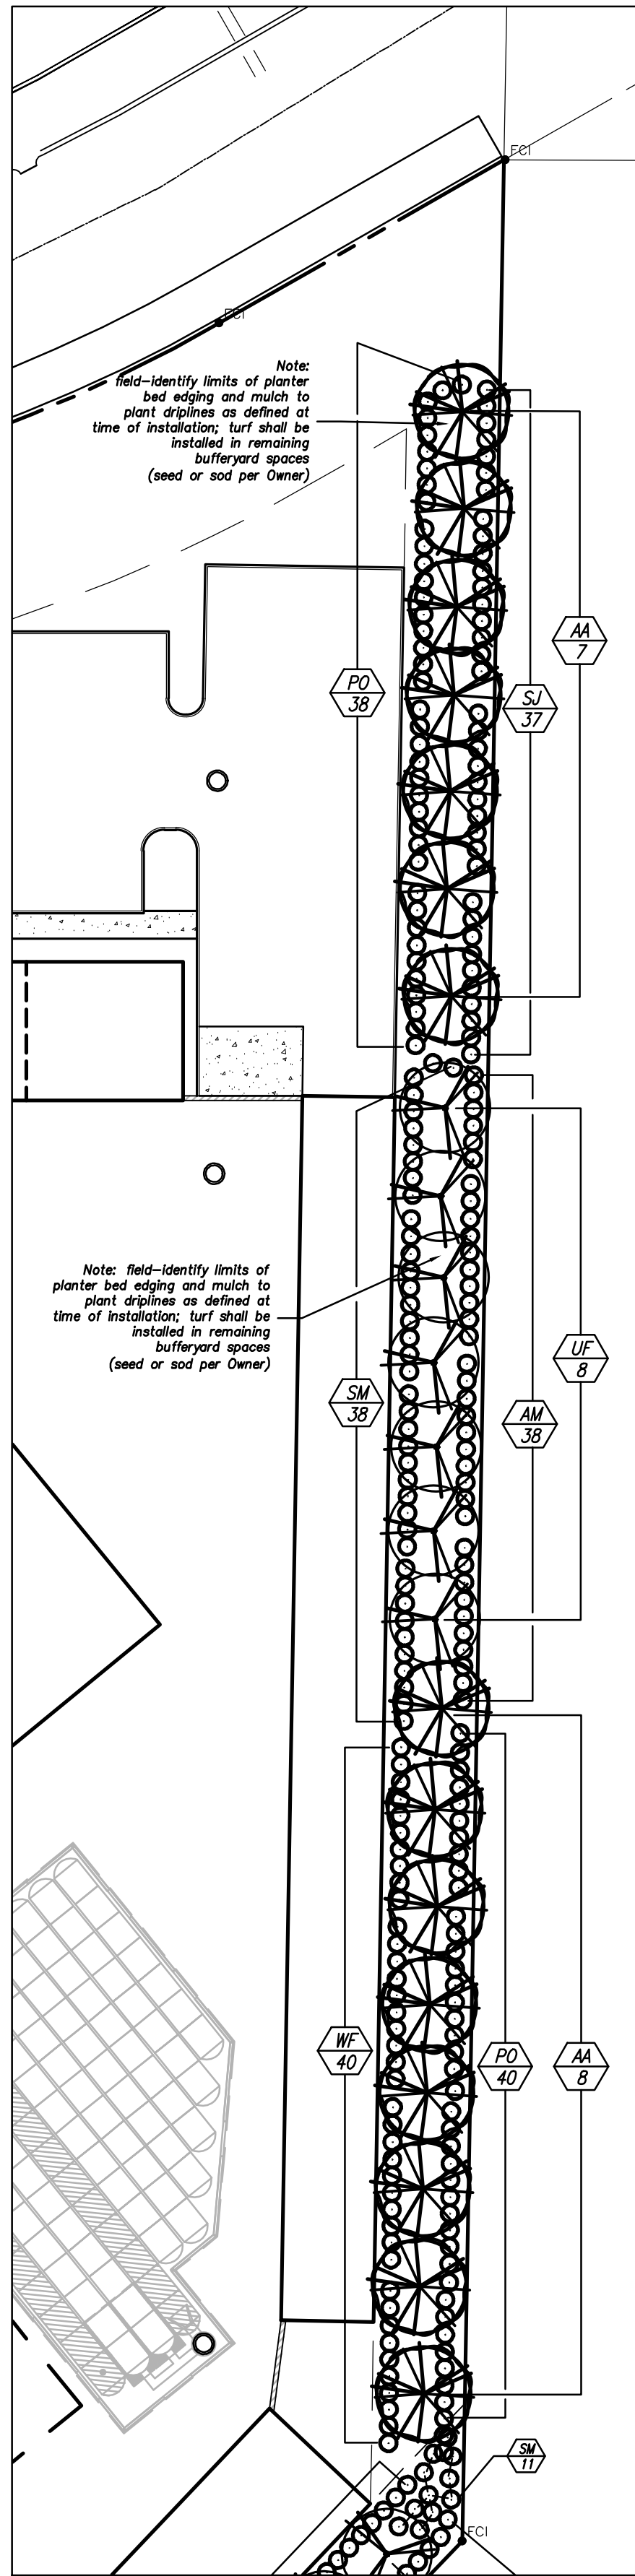 FCI
FCI
Note:
field-identify limits of planter
bed edging and mulch to
plant driplines as defined at
time of installation; turf shall be
installed in remaining
bufferyard spaces
(seed or sod per Owner)
AA
7
PO
38
SJ
37
Note: field-identify limits of
planter bed edging and mulch to
plant driplines as defined at
time of installation; turf shall be
installed in remaining
bufferyard spaces
(seed or sod per Owner)
UF
8
SM
38
AM
38
WF
40
PO
40
AA
8
SM
11
FCI